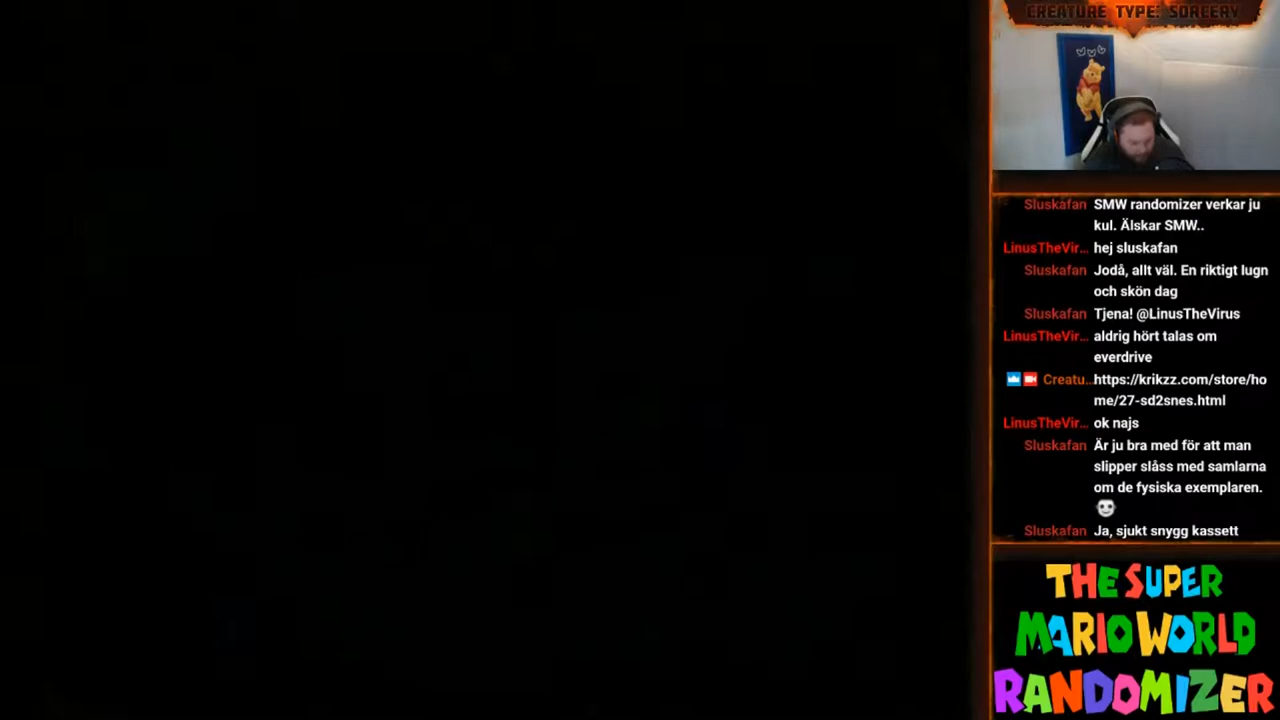 CREATURE TYPE: SORCERY
Sluskafan SMW randomizer verkar ju
kul. Älskar SMW..
LinusTheVir... hej sluskafan
Sluskafan Jodå, allt väl. En riktigt lugn
och skön dag
Sluskafan Tjena! @LinusTheVirus
LinusTheVir... aldrig hört talas om
everdrive
Creatu... https://krikzz.com/store/ho
me/27-sd2snes.html
LinusTheVir... ok najs
Sluskafan Är ju bra med för att man
slipper slåss med samlarna
om de fysiska exemplaren.
Sluskafan Ja, sjukt snygg kassett
THE SUPER
MARIO WORLD
RANDOMIZER